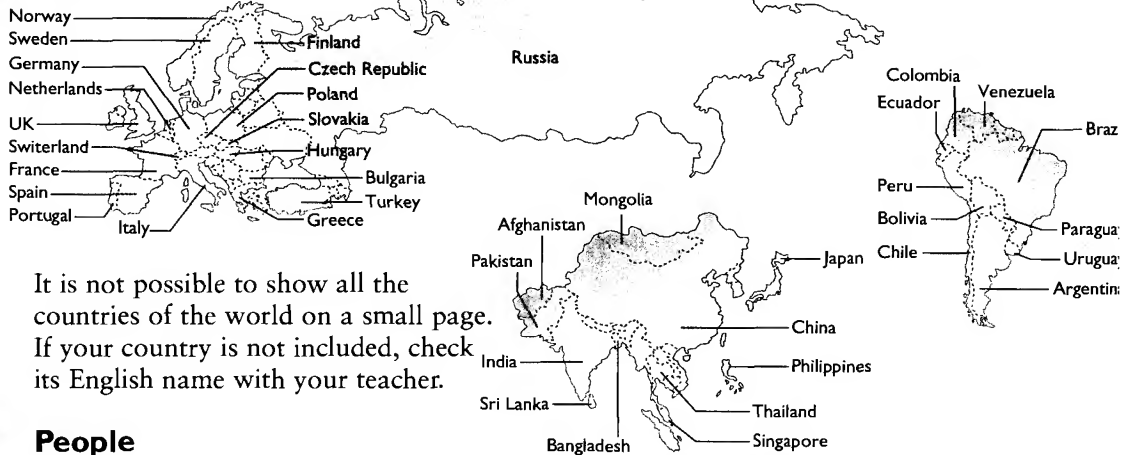 Norway
Sweden
Germany
Netherlands
UK
Switerland
France
Spain
Portugal
Italy
Finland
Czech Republic
Poland
Slovakia
Hungary
Bulgaria
Turkey
Greece
Russia
Mongolia
Afghanistan
Pakistan
India
Sri Lanka
Bangladesh
Japan
China
Philippines
Thailand
Singapore
Colombia
Ecuador
Venezuela
Braz
Peru
Bolivia
Chile
Paragua
Urugua
Argentin
It is not possible to show all the
countries of the world on a small page.
If your country is not included, check
its English name with your teacher.
People